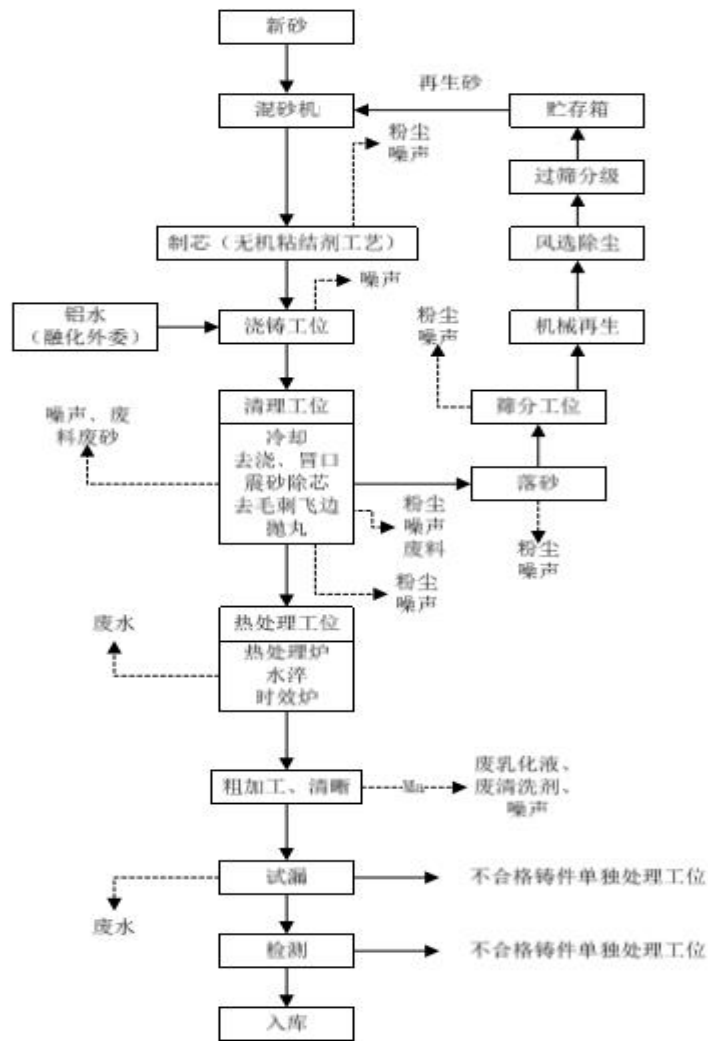 新砂
再生砂
混砂机
贮存箱
粉尘
噪声
过筛分级
制芯（无机粘结剂工艺）
风选除尘
噪声
铝水
（融化外委）
浇铸工位
粉尘
噪声
机械再生
清理工位
筛分工位
噪声、废
料废砂
冷却
去浇、冒口
震砂除芯
去毛刺飞边
抛丸
落砂
粉尘
噪声
废料
粉尘
噪声
粉尘
噪声
废水
热处理工位
热处理炉
水淬
时效炉
粗加工、清晰
Ma
废乳化液、
废清洗剂、
噪声
试漏
不合格铸件单独处理工位
废水
检测
不合格铸件单独处理工位
入库